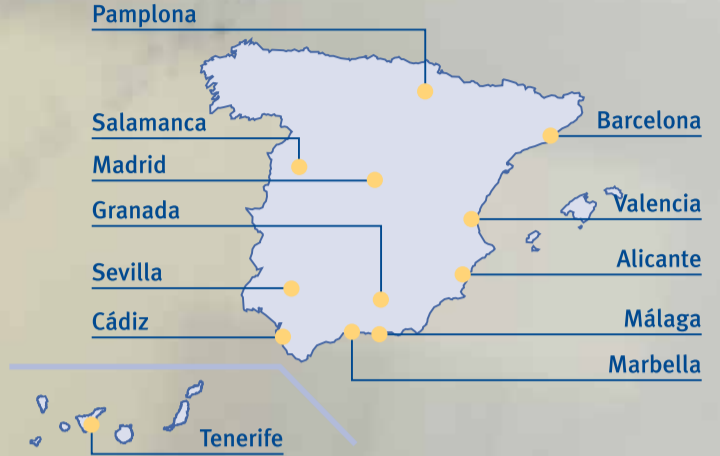 Pamplona
Salamanca
Barcelona
Madrid
Granada
Valencia
Alicante
Sevilla
Cádiz
Málaga
Marbella
Tenerife